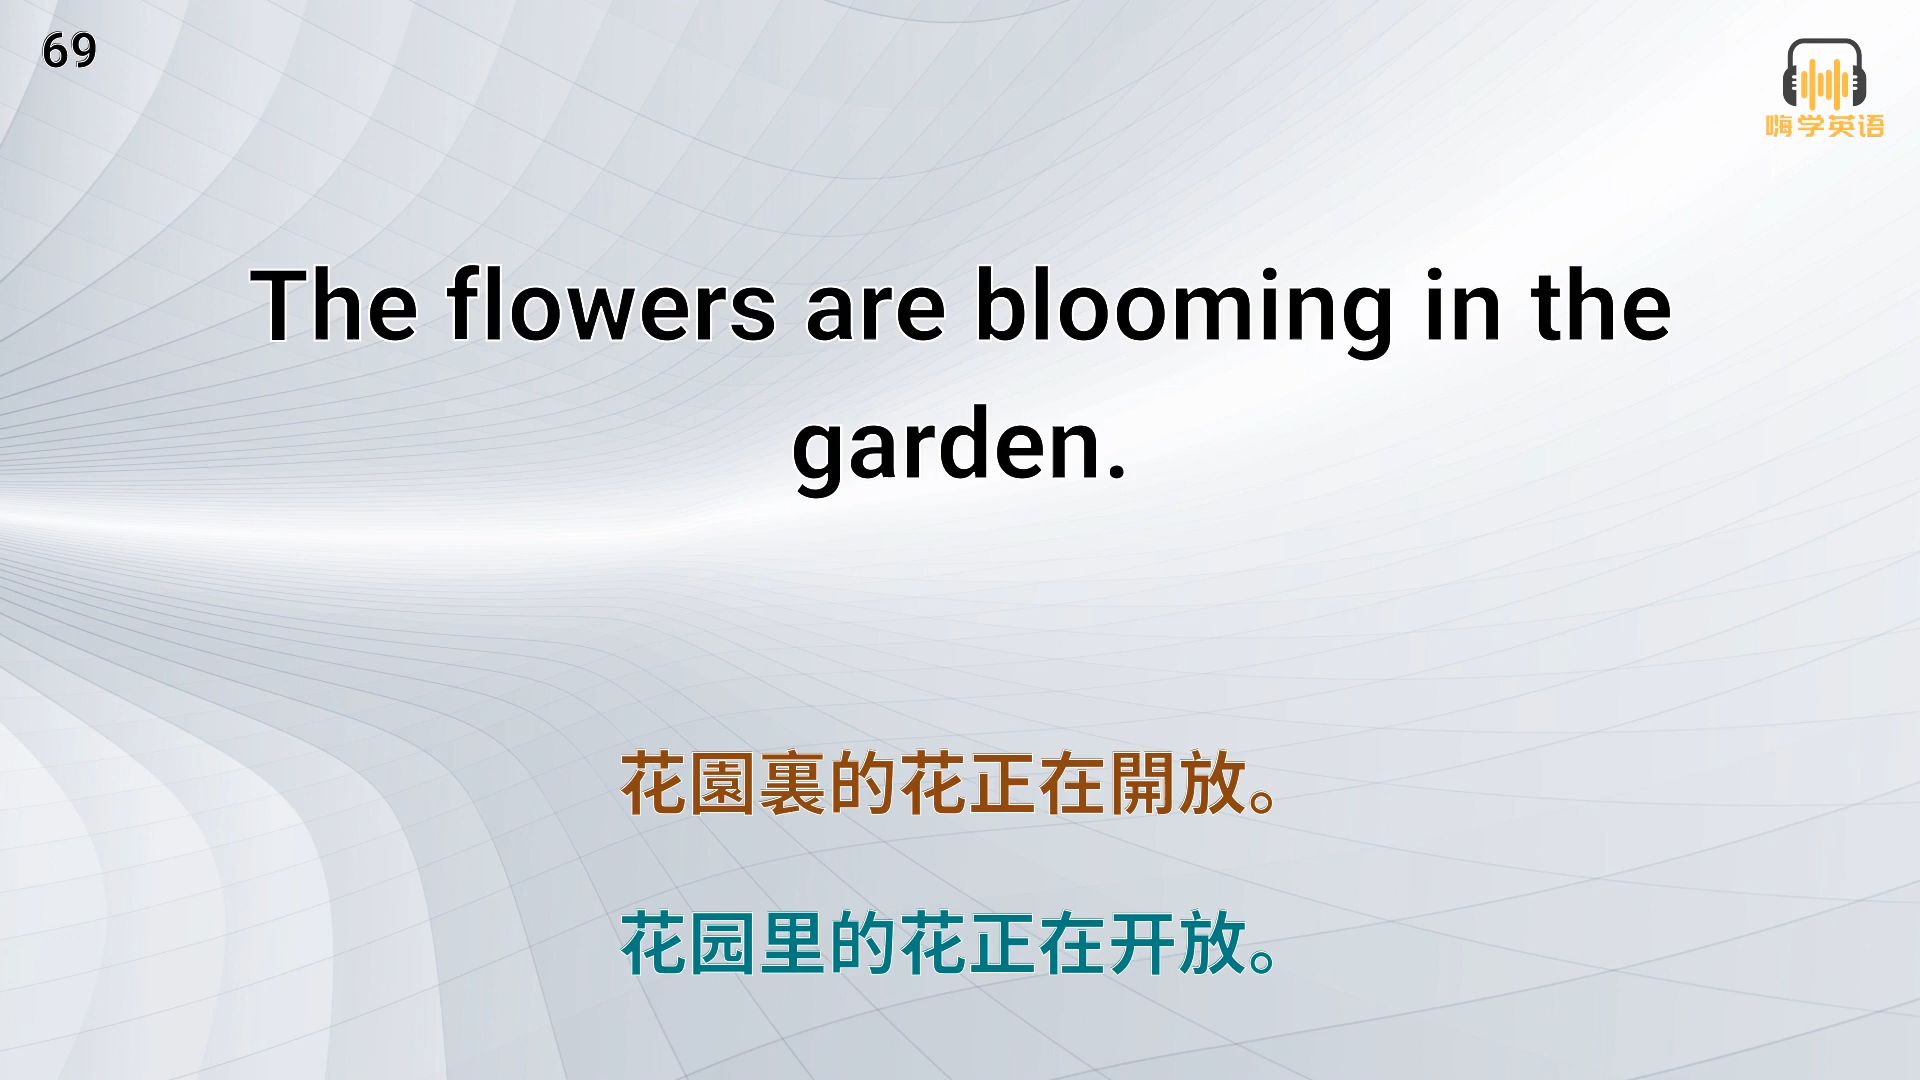 69
嗨学英语
The flowers are blooming in the
garden.
花園裏的花正在開放。
花园里的花正在开放。